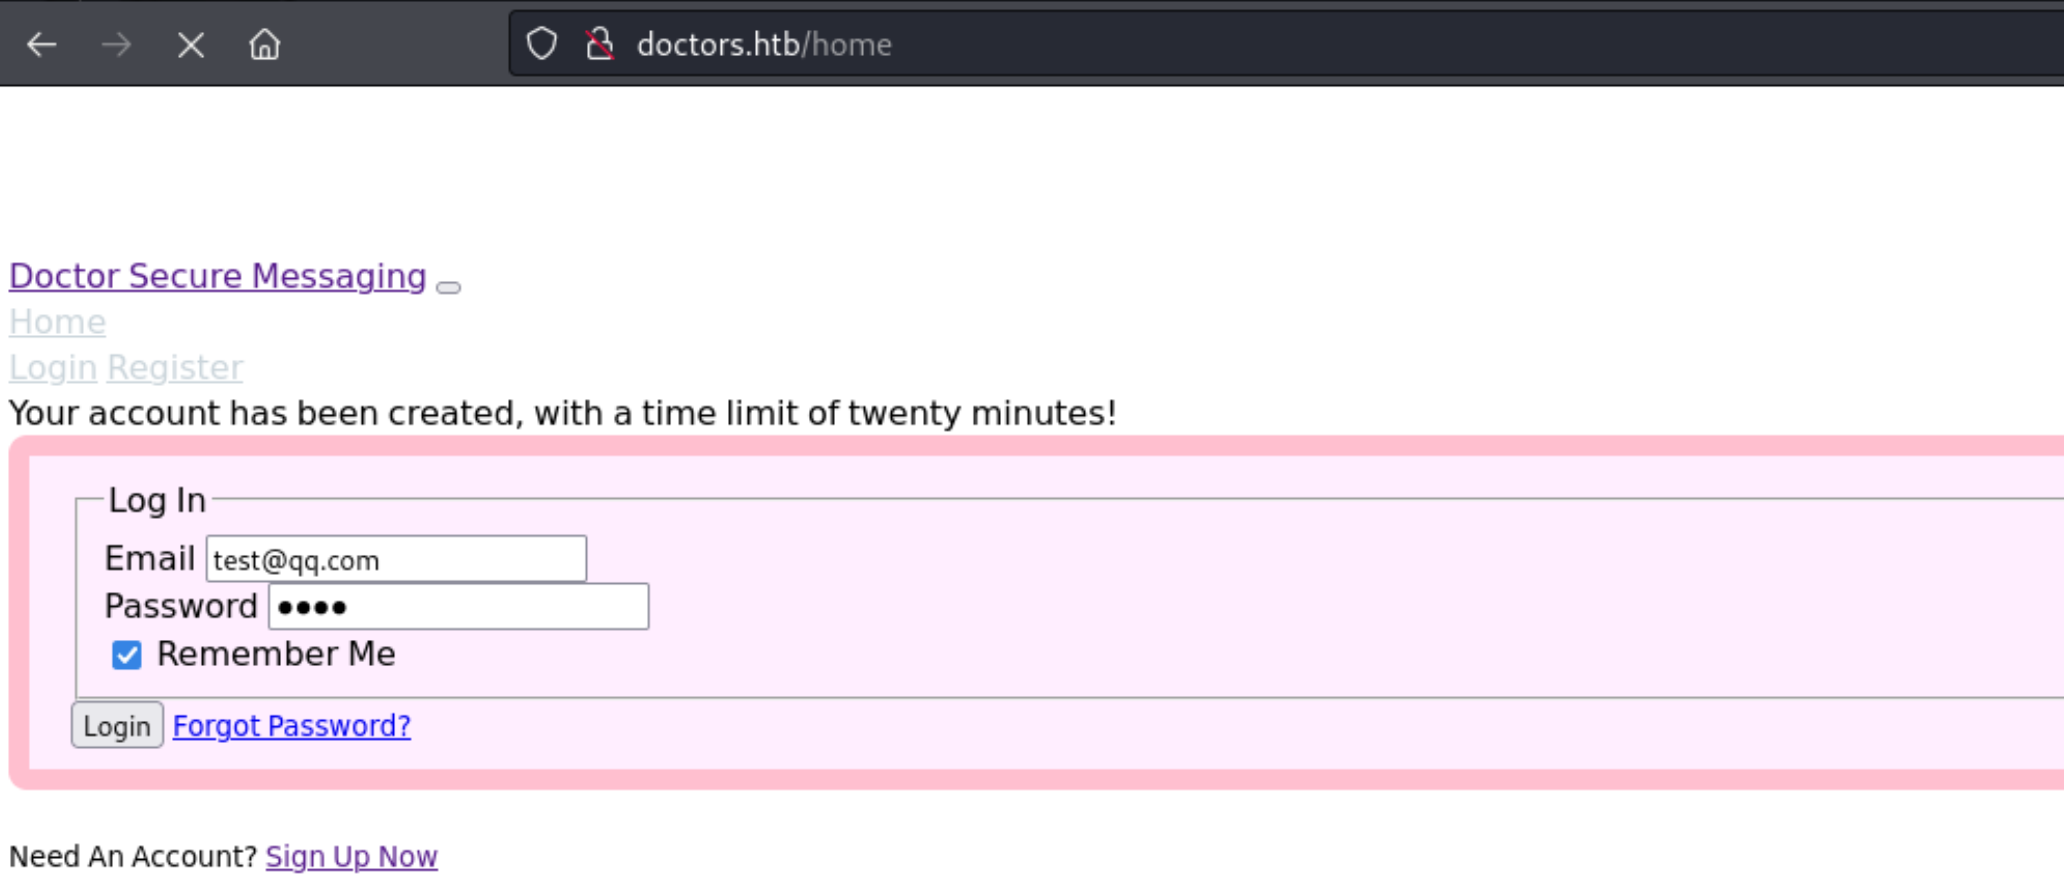 doctors.htb/home
Doctor Secure Messaging
Home
Login Register
Your account has been created, with a time limit of twenty minutes!
Log In
Email test@qq.com
Password ••••
Remember Me
Login Forgot Password?
Need An Account? Sign Up Now